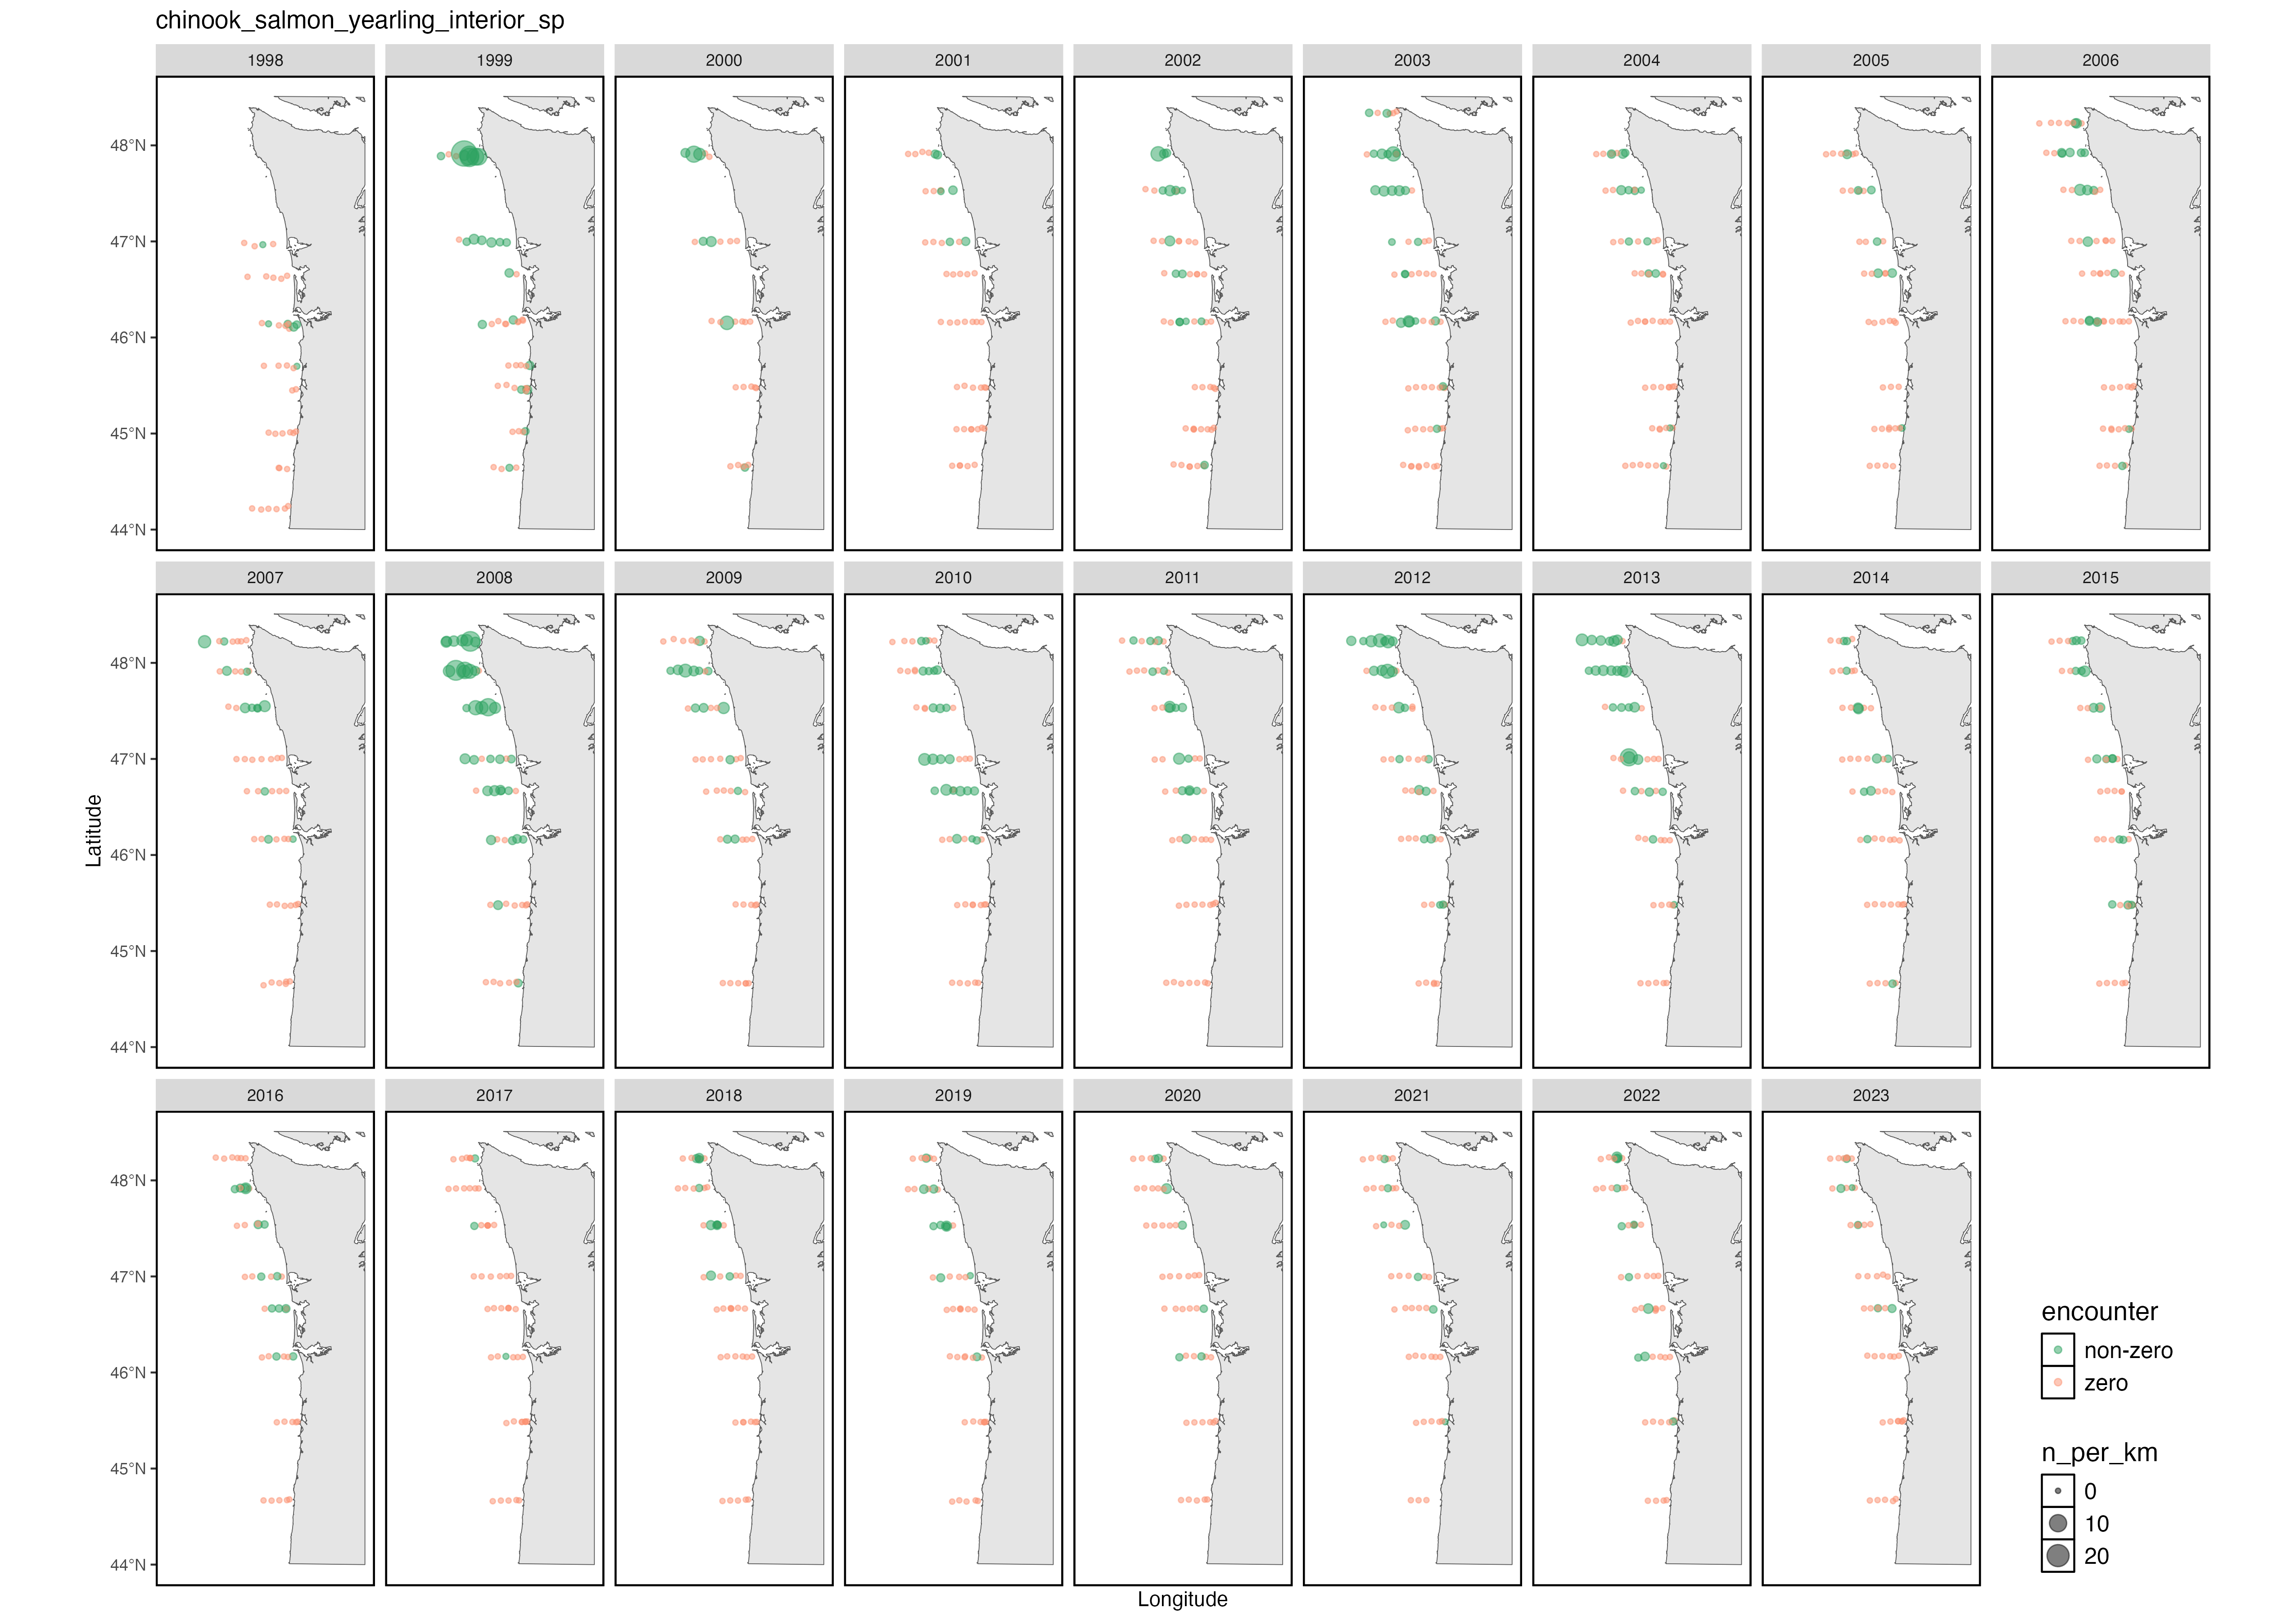 chinook_salmon_yearling_interior_sp
1998 1999 2000 2001 2002 2003 2004 2005 2006
48°N
47°N
46°N
45°N
44°N
2007 2008 2009 2010 2011 2012 2013 2014 2015
48°N
47°N
46°N
45°N
44°N
Latitude
2016 2017 2018 2019 2020 2021 2022 2023
48°N
47°N
46°N
45°N
44°N
Longitude
encounter
non-zero
zero
n_per_km
0
10
20